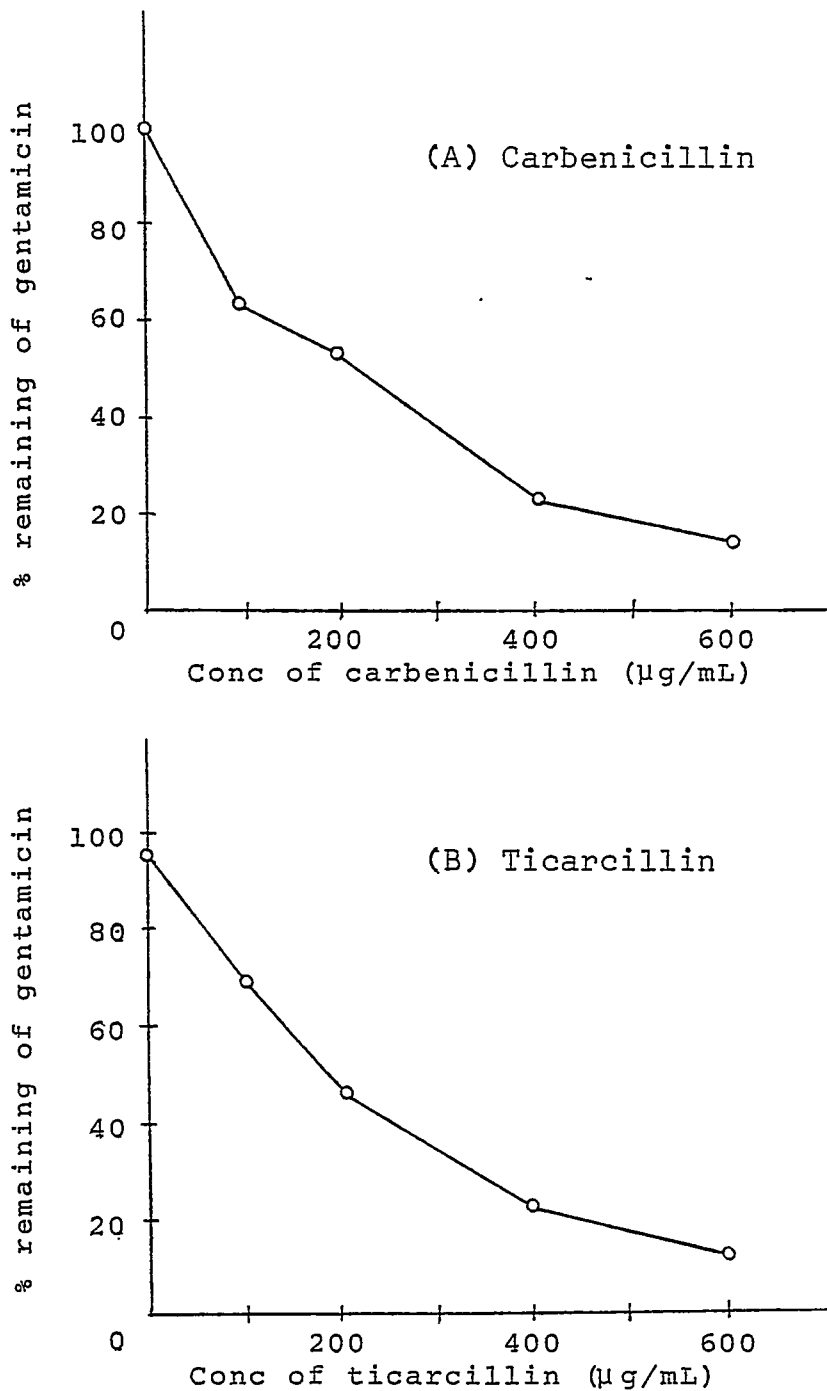 (A) Carbenicillin
% remaining of gentamicin
100
80
60
40
20
0
200 400 600
Conc of carbenicillin (µg/mL)
(B) Ticarcillin
% remaining of gentamicin
100
80
60
40
20
0
200 400 600
Conc of ticarcillin (µg/mL)